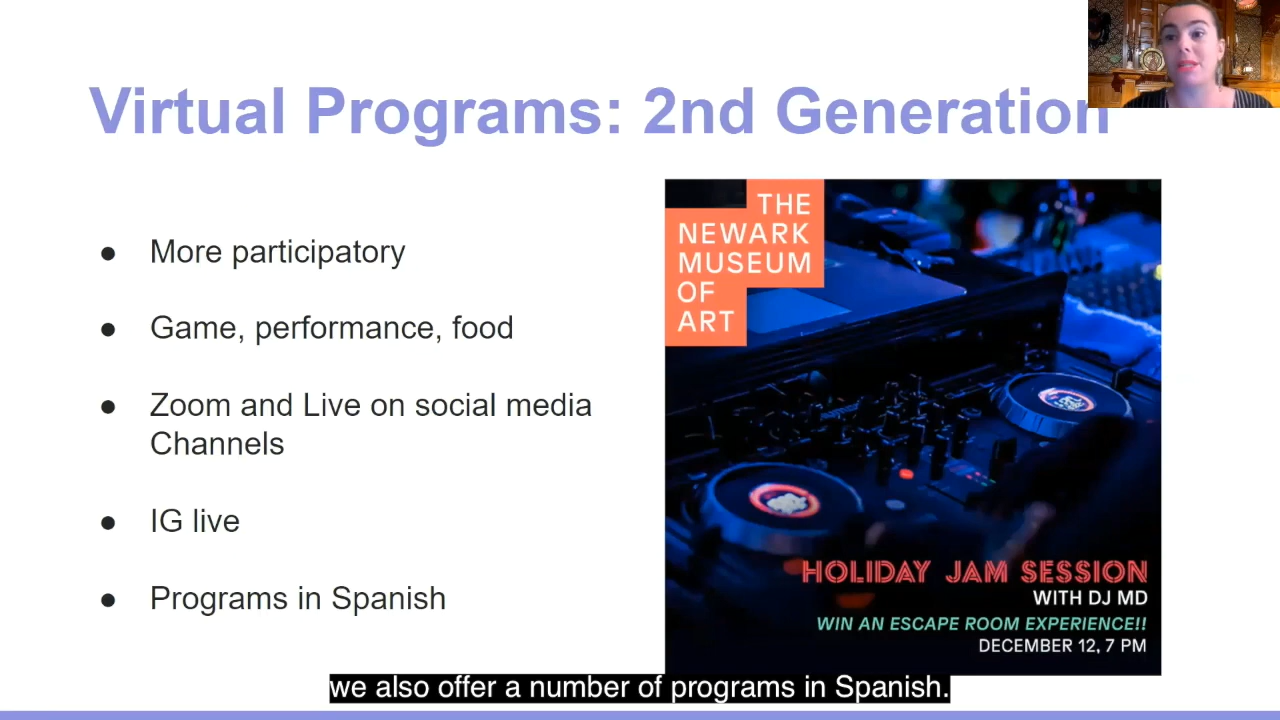 Virtual Programs: 2nd Generation
● More participatory
● Game, performance, food
● Zoom and Live on social media
Channels
● IG live
● Programs in Spanish
THE
NEWARK
MUSEUM
OF
ART
HOLIDAY JAM SESSION
WITH DJ MD
WIN AN ESCAPE ROOM EXPERIENCE!!
DECEMBER 12, 7 PM
we also offer a number of programs in Spanish.